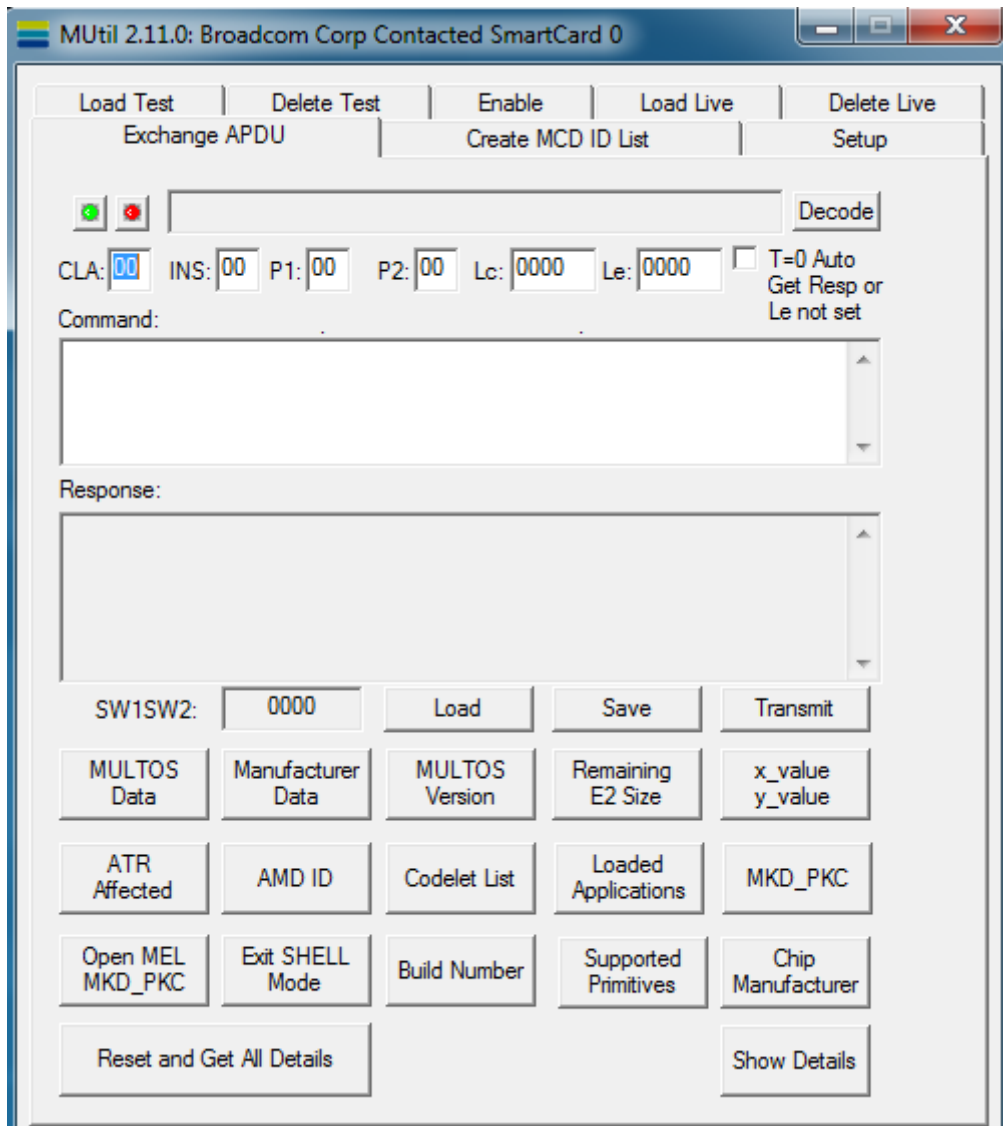 MUtil 2.11.0: Broadcom Corp Contacted SmartCard 0
Load Test Delete Test Enable Load Live Delete Live
Exchange APDU Create MCD ID List Setup
Decode
CLA: 00 INS: 00 P1: 00 P2: 00 Lc: 0000 Le: 0000 T=0 Auto
Get Resp or
Le not set
Command:
Response:
SW1SW2: 0000 Load Save Transmit
MULTOS Manufacturer MULTOS Remaining x_value
Data Data Version E2 Size y_value
ATR AMD ID Codelet List Loaded MKD_PKC
Affected Applications
Open MEL Exit SHELL Build Number Supported Chip
MKD_PKC Mode Primitives Manufacturer
Reset and Get All Details Show Details